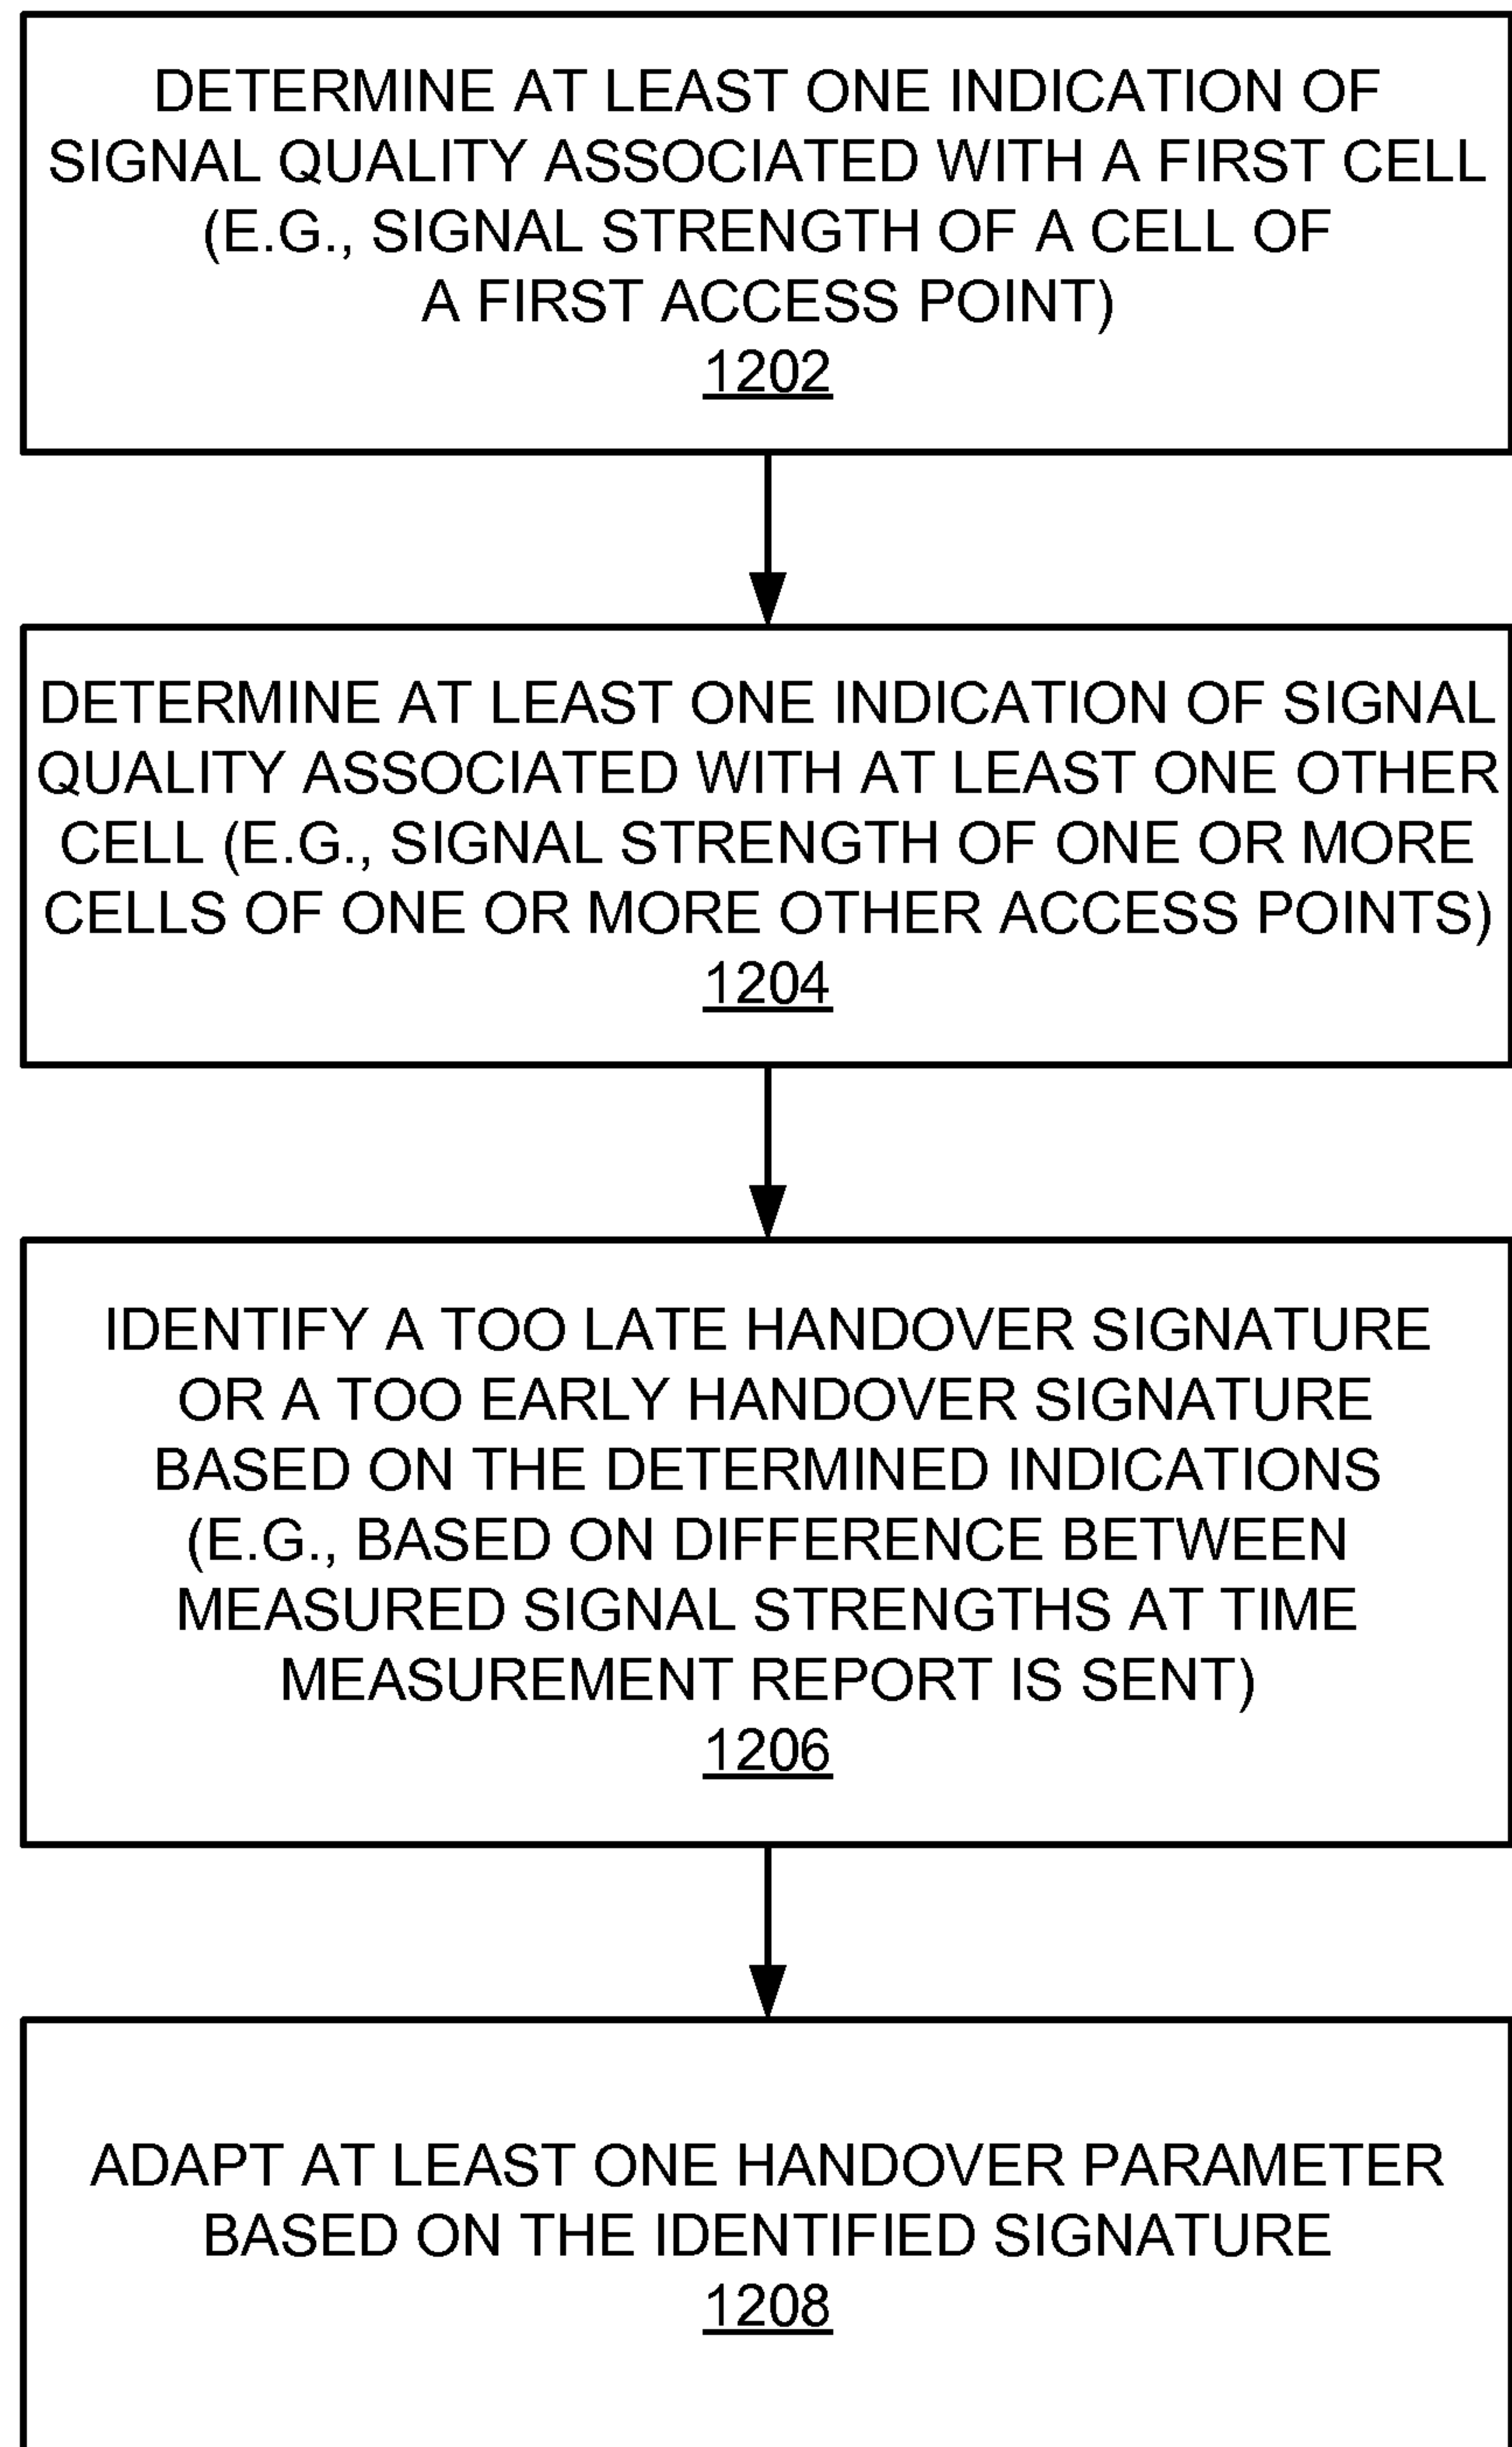 DETERMINE AT LEAST ONE INDICATION OF
SIGNAL QUALITY ASSOCIATED WITH A FIRST CELL
(E.G., SIGNAL STRENGTH OF A CELL OF
A FIRST ACCESS POINT)
1202
DETERMINE AT LEAST ONE INDICATION OF SIGNAL
QUALITY ASSOCIATED WITH AT LEAST ONE OTHER
CELL (E.G., SIGNAL STRENGTH OF ONE OR MORE
CELLS OF ONE OR MORE OTHER ACCESS POINTS)
1204
IDENTIFY A TOO LATE HANDOVER SIGNATURE
OR A TOO EARLY HANDOVER SIGNATURE
BASED ON THE DETERMINED INDICATIONS
(E.G., BASED ON DIFFERENCE BETWEEN
MEASURED SIGNAL STRENGTHS AT TIME
MEASUREMENT REPORT IS SENT)
1206
ADAPT AT LEAST ONE HANDOVER PARAMETER
BASED ON THE IDENTIFIED SIGNATURE
1208